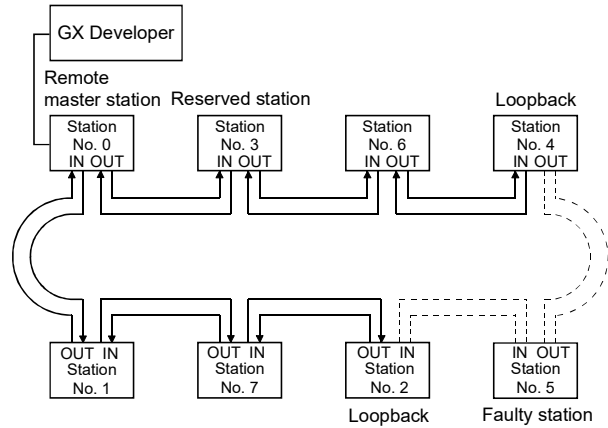 GX Developer
Remote
master station
Reserved station
Loopback
Station
No. 0
IN OUT
Station
No. 3
IN OUT
Station
No. 6
IN OUT
Station
No. 4
IN OUT
OUT IN
Station
No. 1
OUT IN
Station
No. 7
OUT IN
Station
No. 2
IN OUT
Station
No. 5
Loopback
Faulty station